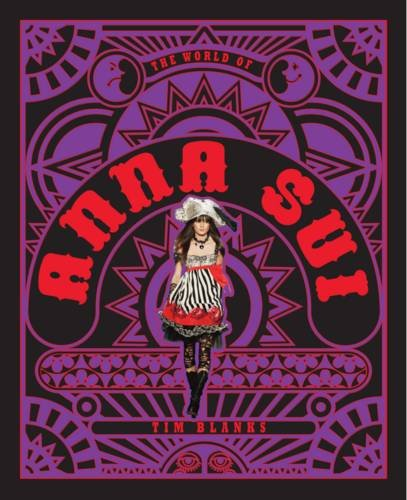 THE WORLD OF
ANNA SUI
TIM BLANKS